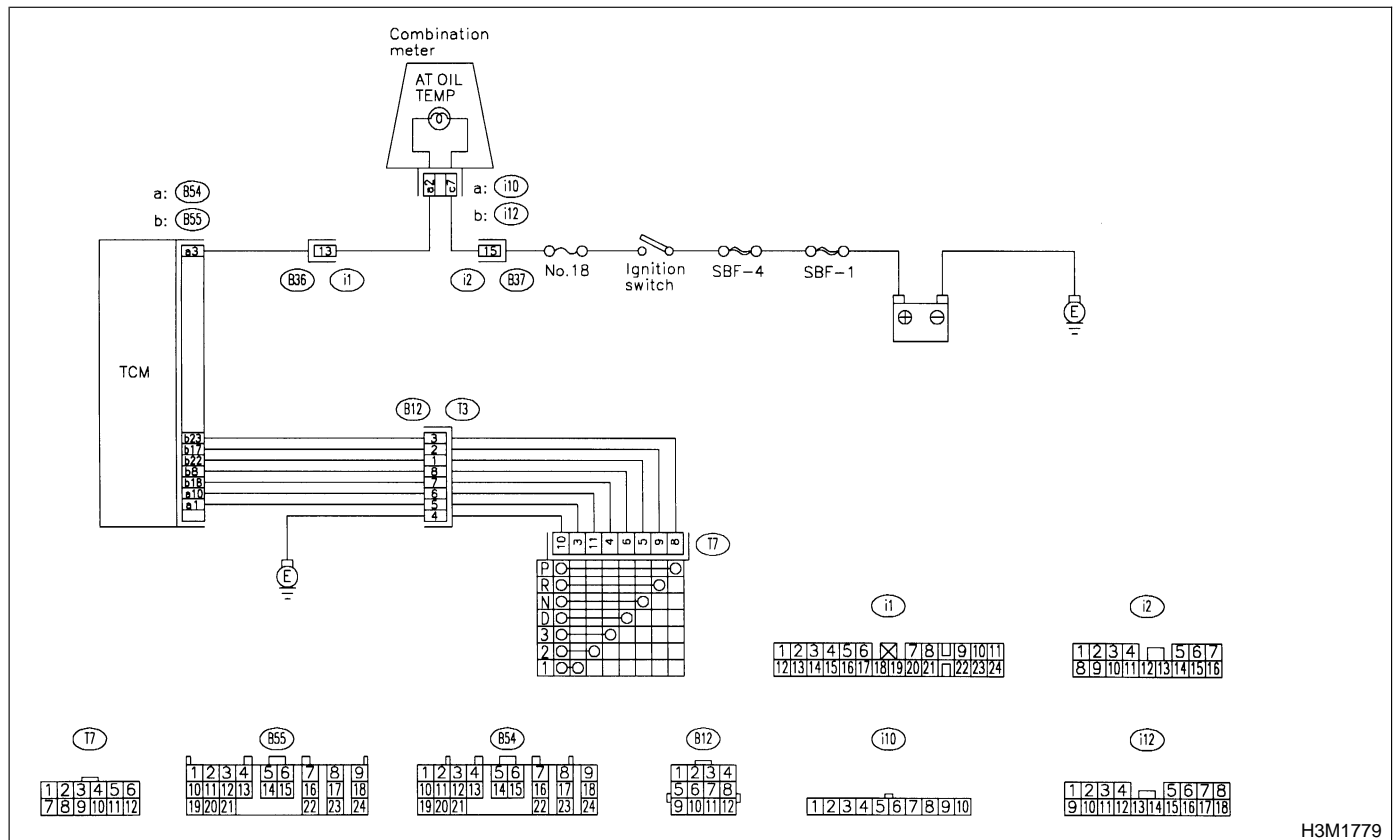 Combination
meter
AT OIL
TEMP
a2 c7
a: i10
b: i12
a: B54
b: B55
a3
13
15
B36 i1
i2 B37
No.18
Ignition
switch
SBF-4
SBF-1
E
TCM
B12 T3
b23 3
b17 2
b22 1
b8 8
b18 7
a10 6
a1 5
4
E
10 3 11 4 6 5 9 8
T7
P
R
N
D
3
2
1
i1
1 2 3 4 5 6 7 8 9 10 11
12 13 14 15 16 17 18 19 20 21 22 23 24
i2
1 2 3 4 5 6 7
8 9 10 11 12 13 14 15 16
T7
1 2 3 4 5 6
7 8 9 10 11 12
B55
1 2 3 4 5 6 7 8 9
10 11 12 13 14 15 16 17 18
19 20 21 22 23 24
B54
1 2 3 4 5 6 7 8 9
10 11 12 13 14 15 16 17 18
19 20 21 22 23 24
B12
1 2 3 4
5 6 7 8
9 10 11 12
i10
1 2 3 4 5 6 7 8 9 10
i12
1 2 3 4 5 6 7 8
9 10 11 12 13 14 15 16 17 18
H3M1779